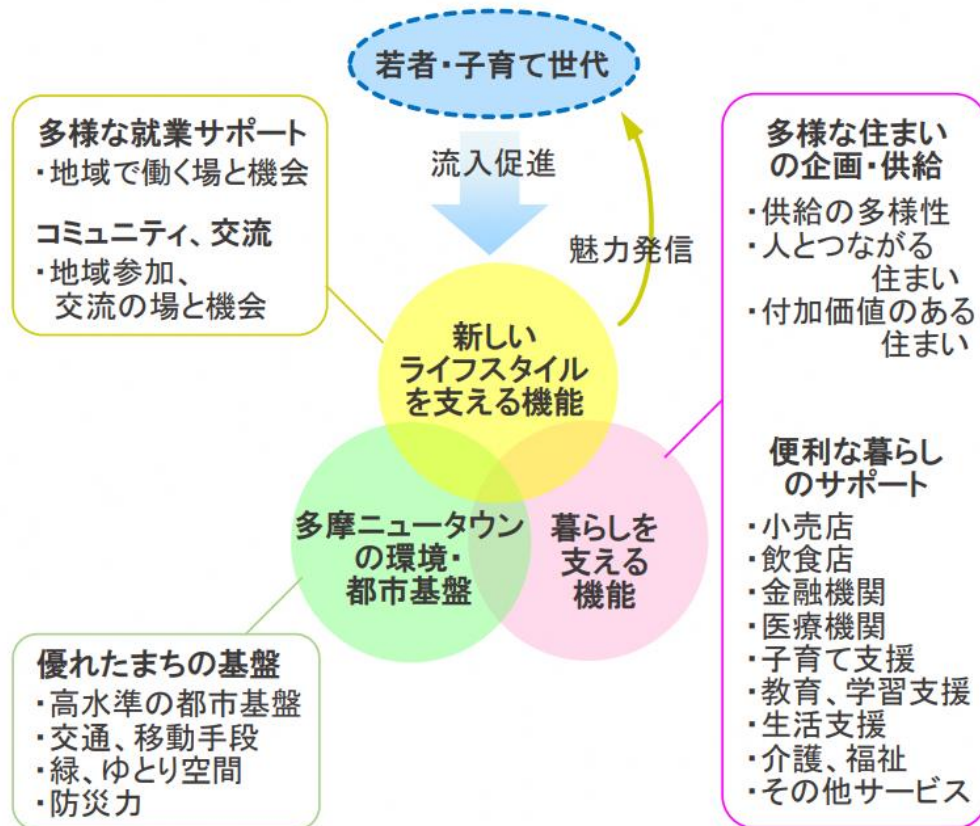 若者・子育て世代
流入促進
魅力発信
多様な就業サポート
・地域で働く場と機会
コミュニティ、交流
・地域参加、
交流の場と機会
新しい
ライフスタイル
を支える機能
多摩ニュータウン
の環境・
都市基盤
暮らしを
支える
機能
優れたまちの基盤
・高水準の都市基盤
・交通、移動手段
・緑、ゆとり空間
・防災力
多様な住まい
の企画・供給
・供給の多様性
・人とつながる
住まい
・付加価値のある
住まい
便利な暮らし
のサポート
・小売店
・飲食店
・金融機関
・医療機関
・子育て支援
・教育、学習支援
・生活支援
・介護、福祉
・その他サービス